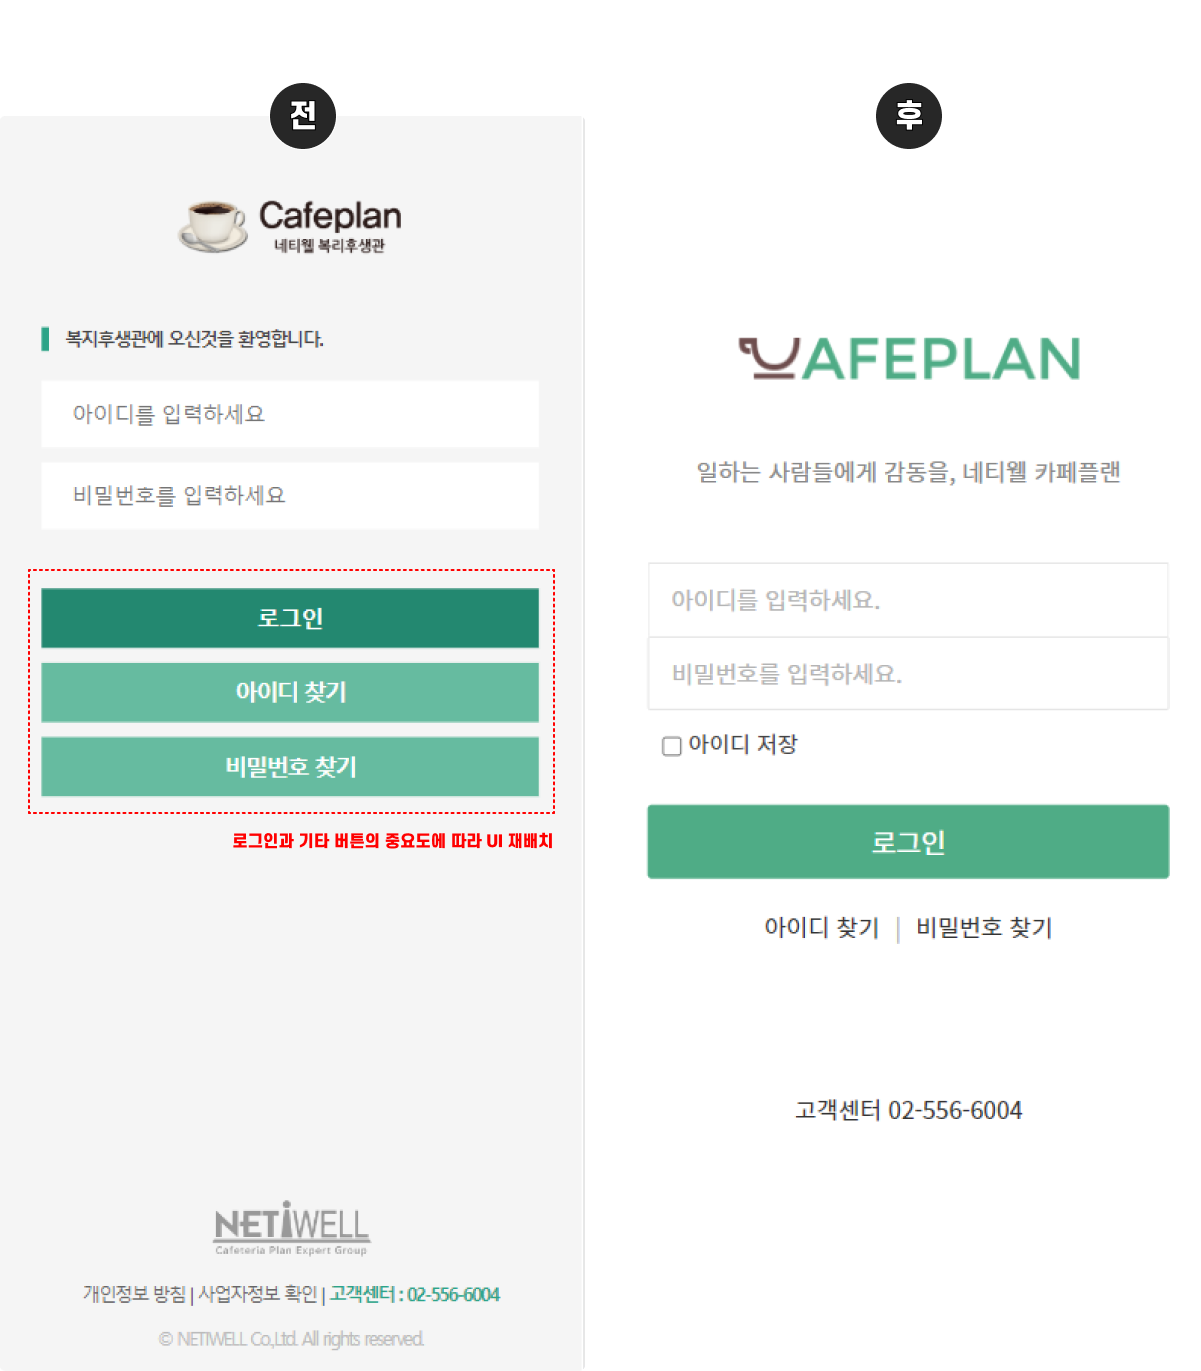 전
Cafeplan
네티웰 복리후생관
복지후생관에 오신것을 환영합니다.
아이디를 입력하세요
비밀번호를 입력하세요
로그인
아이디 찾기
비밀번호 찾기
로그인과 기타 버튼의 중요도에 따라 UI 재배치
NETiWELL
Cafeteria Plan Expert Group
개인정보 방침 | 사업자정보 확인 | 고객센터 : 02-556-6004
© NETIWELL Co.,Ltd. All rights reserved.
후
CAFEPLAN
일하는 사람들에게 감동을, 네티웰 카페플랜
아이디를 입력하세요.
비밀번호를 입력하세요.
아이디 저장
로그인
아이디 찾기 | 비밀번호 찾기
고객센터 02-556-6004